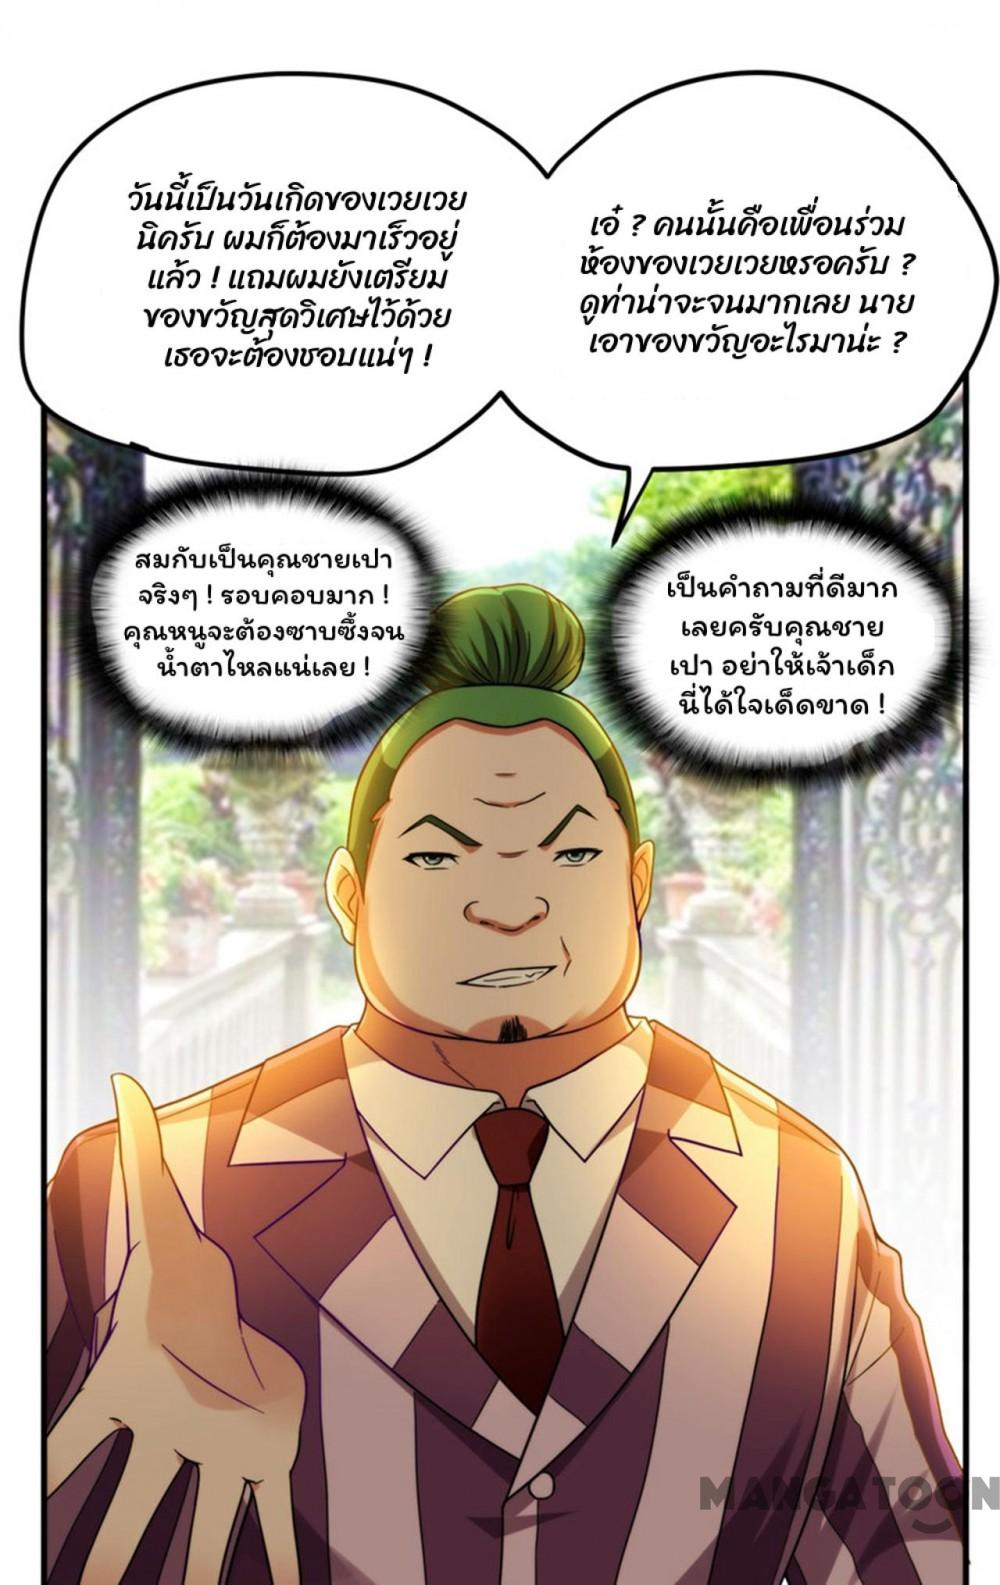 วันนี้เป็นวันเกิดของเวยเวย
นิครับ ผมก็ต้องมาเร็วอยู่
แล้ว ! แถมผมยังเตรียม
ของขวัญสุดวิเศษไว้ด้วย
เธอจะต้องชอบแน่ๆ !
เอ๋ ? คนนั้นคือเพื่อนร่วม
ห้องของเวยเวยหรอครับ ?
ดูท่าน่าจะจนมากเลย นาย
เอาของขวัญอะไรมาน่ะ ?
สมกับเป็นคุณชายเปา
จริงๆ ! รอบคอบมาก !
คุณหนูจะต้องซาบซึ้งจน
น้ำตาไหลแน่เลย !
เป็นคำถามที่ดีมาก
เลยครับคุณชาย
เปา อย่าให้เจ้าเด็ก
นี่ได้ใจเด็ดขาด !
MANGATOON